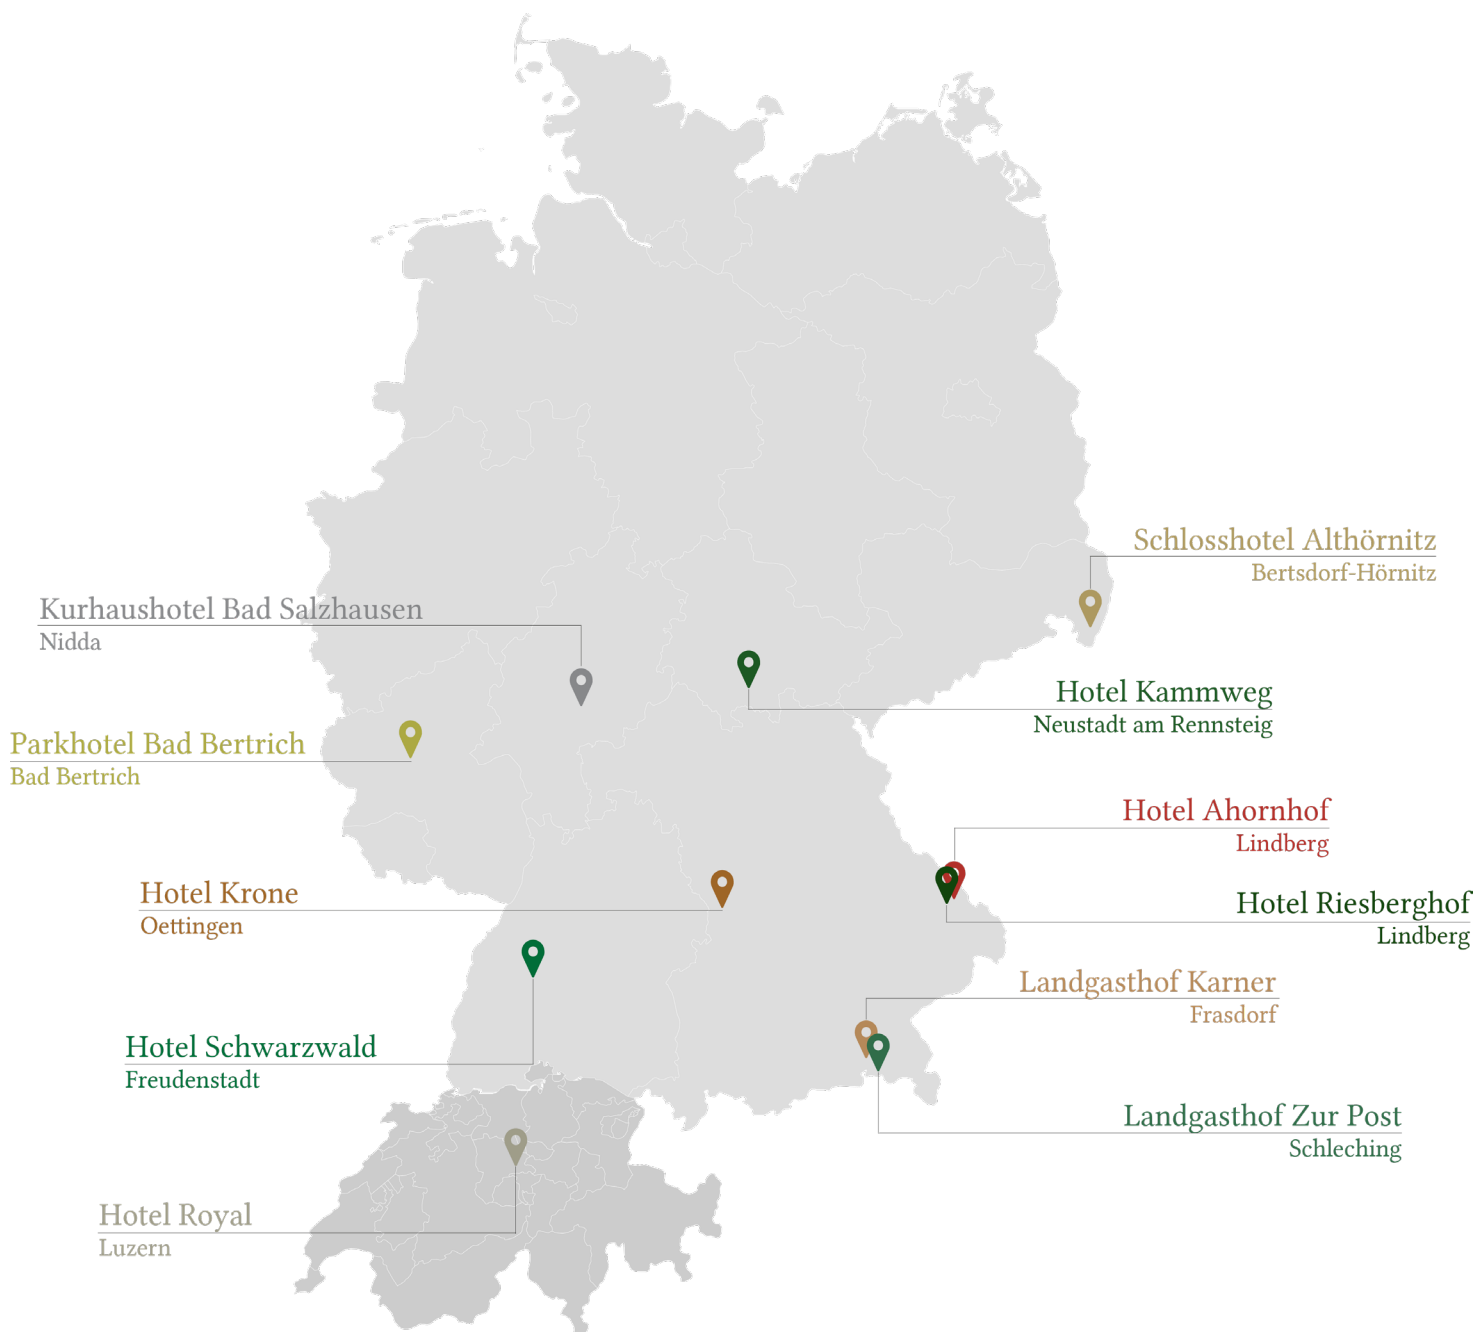 Schlosshotel Althörnitz
Bertsdorf-Hörnitz
Kurhaushotel Bad Salzhausen
Nidda
Hotel Kammweg
Neustadt am Rennsteig
Parkhotel Bad Bertrich
Bad Bertrich
Hotel Ahornhof
Lindberg
Hotel Krone
Oettingen
Hotel Riesberghof
Lindberg
Landgasthof Karner
Frasdorf
Hotel Schwarzwald
Freudenstadt
Landgasthof Zur Post
Schleching
Hotel Royal
Luzern